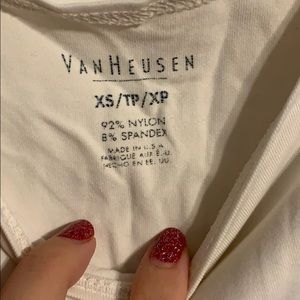 VANHEUSEN
XS/TP/XP
92% NYLON
8% SPANDEX
MADE IN U.S.A
FABRIQUÉ AUX É.-U.
HECHO EN EE. UU.